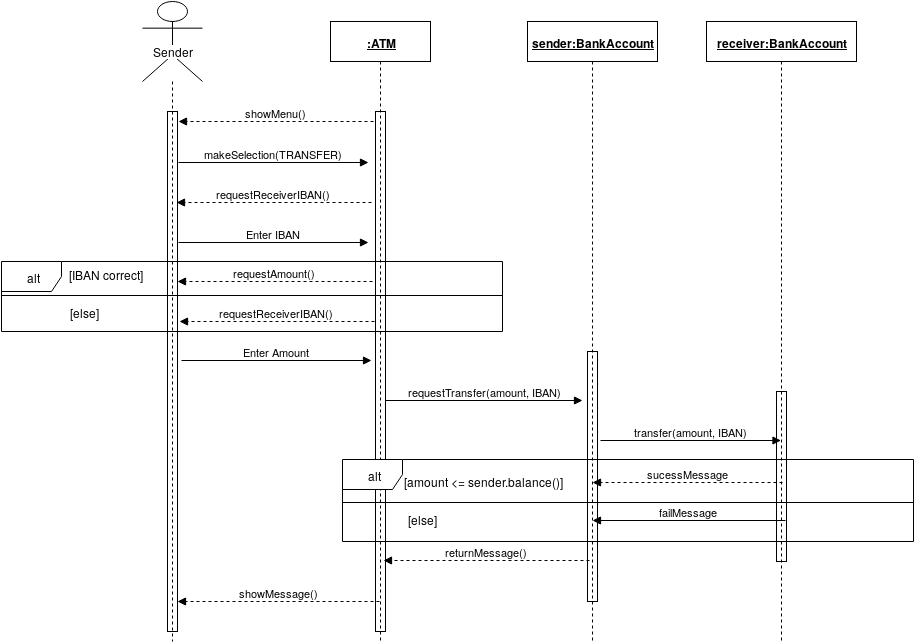 Sender
:ATM
sender:BankAccount
receiver:BankAccount
showMenu()
makeSelection(TRANSFER)
requestReceiverIBAN()
Enter IBAN
alt
[IBAN correct]
requestAmount()
[else]
requestReceiverIBAN()
Enter Amount
requestTransfer(amount, IBAN)
transfer(amount, IBAN)
alt
[amount <= sender.balance()]
sucessMessage
[else]
failMessage
returnMessage()
showMessage()